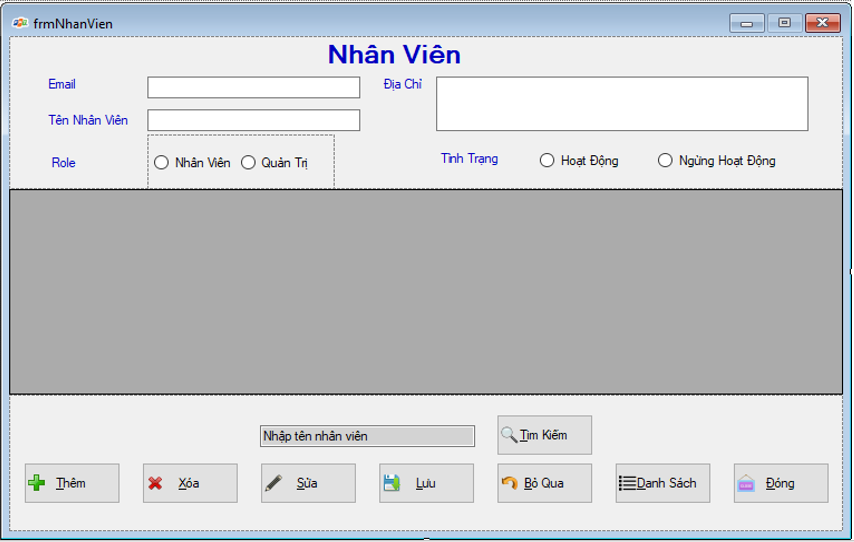 frmNhanVien
Nhân Viên
Email
Địa Chỉ
Tên Nhân Viên
Role
Nhân Viên
Quản Trị
Tình Trạng
Hoạt Động
Ngừng Hoạt Động
Nhập tên nhân viên
Tìm Kiếm
Thêm
Xóa
Sửa
Lưu
Bỏ Qua
Danh Sách
Đóng